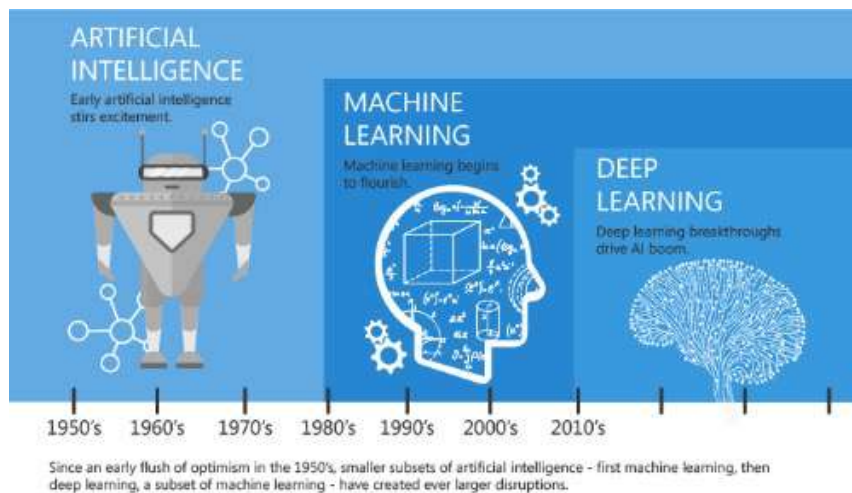 ARTIFICIAL
INTELLIGENCE
Early artificial intelligence
stirs excitement.
MACHINE
LEARNING
Machine learning begins
to flourish.
DEEP
LEARNING
Deep learning breakthroughs
drive AI boom.
1950's 1960's 1970's 1980's 1990's 2000's 2010's
Since an early flush of optimism in the 1950's, smaller subsets of artificial intelligence - first machine learning, then
deep learning, a subset of machine learning - have created ever larger disruptions.